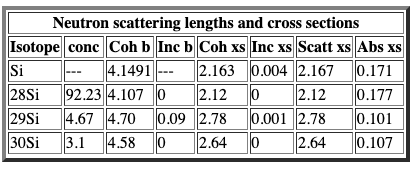 Neutron scattering lengths and cross sections
Isotope conc Coh b Inc b Coh xs Inc xs Scatt xs Abs xs
Si --- 4.1491 --- 2.163 0.004 2.167 0.171
28Si 92.23 4.107 0 2.12 0 2.12 0.177
29Si 4.67 4.70 0.09 2.78 0.001 2.78 0.101
30Si 3.1 4.58 0 2.64 0 2.64 0.107